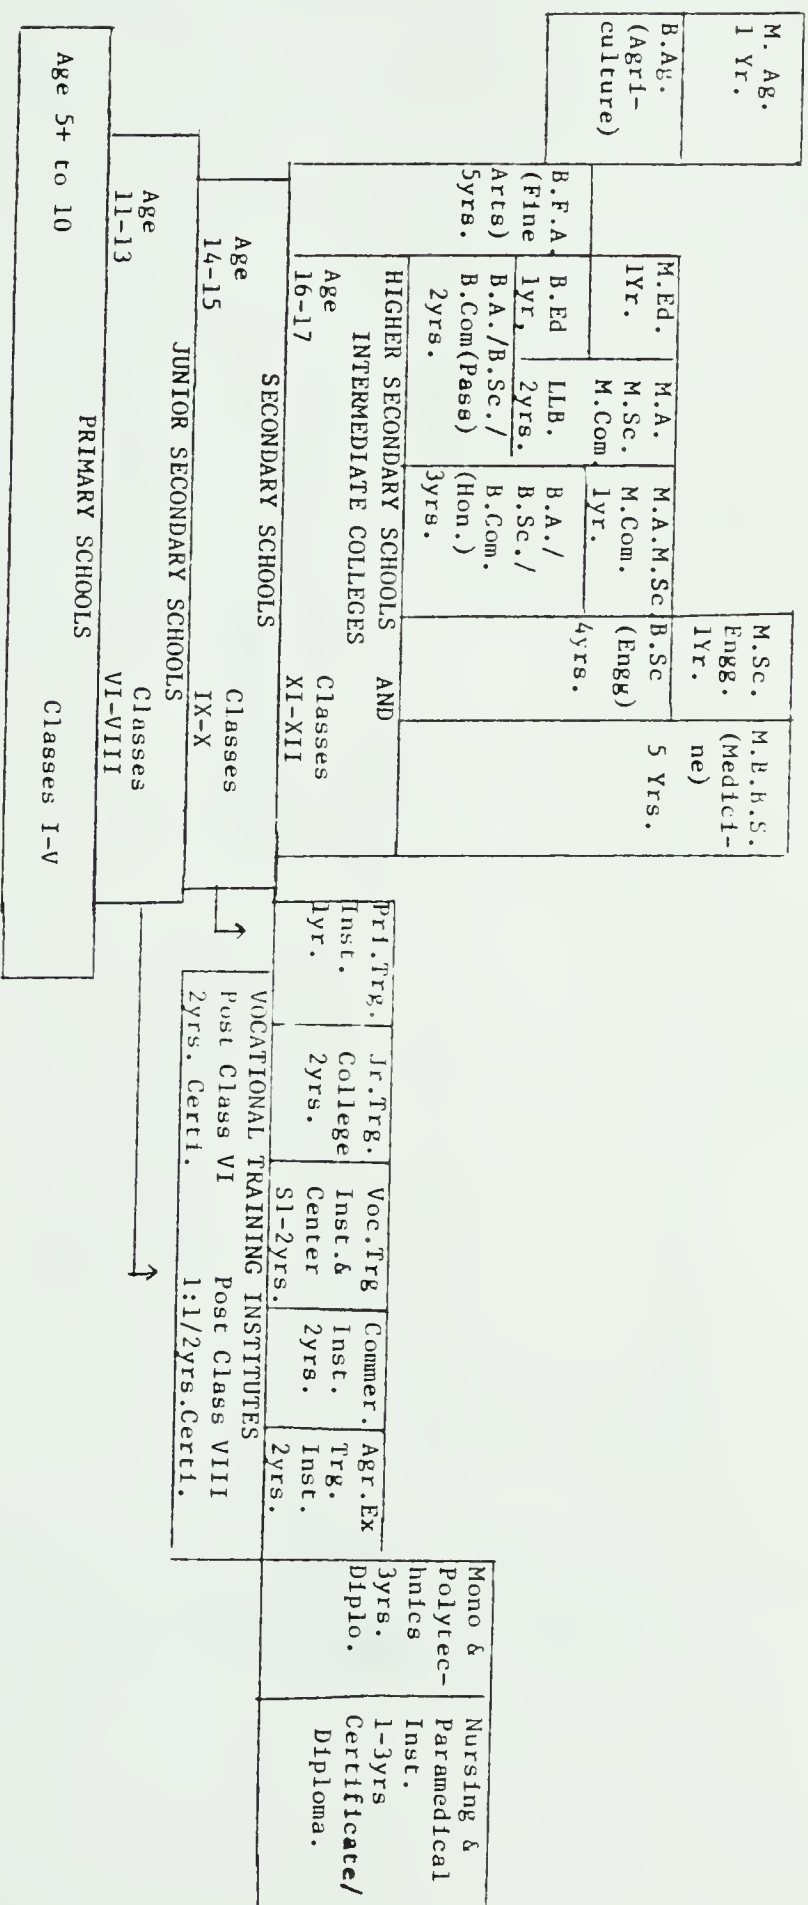 M. Ag.
1 Yr.
B.Ag.
(Agri-
culture)
B.F.A.
(Fine
Arts)
5yrs.
M.Ed.
1Yr.
B.Ed
1yr.
M.A.
M.Sc.
M.Com
LLB.
2yrs.
B.A./B.Sc./
B.Com(Pass)
2yrs.
M.A.M.Sc
M.Com.
1yr.
B.A./
B.Sc./
B.Com.
(Hon.)
3yrs.
M.Sc.
Engg.
1Yr.
B.Sc
(Engg)
4yrs.
M.B.B.S.
(Medici-
ne)
5 Yrs.
HIGHER SECONDARY SCHOOLS AND
INTERMEDIATE COLLEGES
Age
16-17
Classes
XI-XII
SECONDARY SCHOOLS
Age
14-15
Classes
IX-X
JUNIOR SECONDARY SCHOOLS
Age
11-13
Classes
VI-VIII
PRIMARY SCHOOLS
Age 5+ to 10
Classes I-V
Pri.Trg.
Inst.
1yr.
Jr.Trg.
College
2yrs.
Voc.Trg
Inst.&
Center
S1-2yrs.
Commer.
Inst.
2yrs.
Agr.Ex
Trg.
Inst.
2yrs.
VOCATIONAL TRAINING INSTITUTES
Post Class VI
2yrs. Certi.
Post Class VIII
1:1/2yrs.Certi.
Mono &
Polytec-
hnics
3yrs.
Diplo.
Nursing &
Paramedical
Inst.
1-3yrs
Certificate/
Diploma.